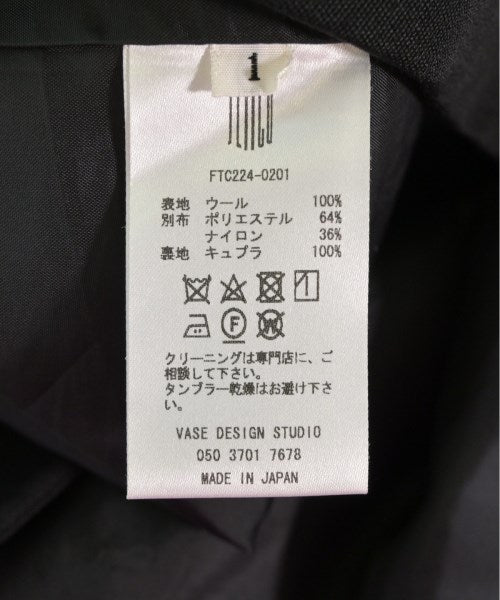 1
FTC224-0201
表地 ウール 100%
別布 ポリエステル 64%
ナイロン 36%
裏地 キュプラ 100%
F W
クリーニングは専門店に、ご
相談して下さい。
タンブラー乾燥はお避け下さ
い。
VASE DESIGN STUDIO
050 3701 7678
MADE IN JAPAN